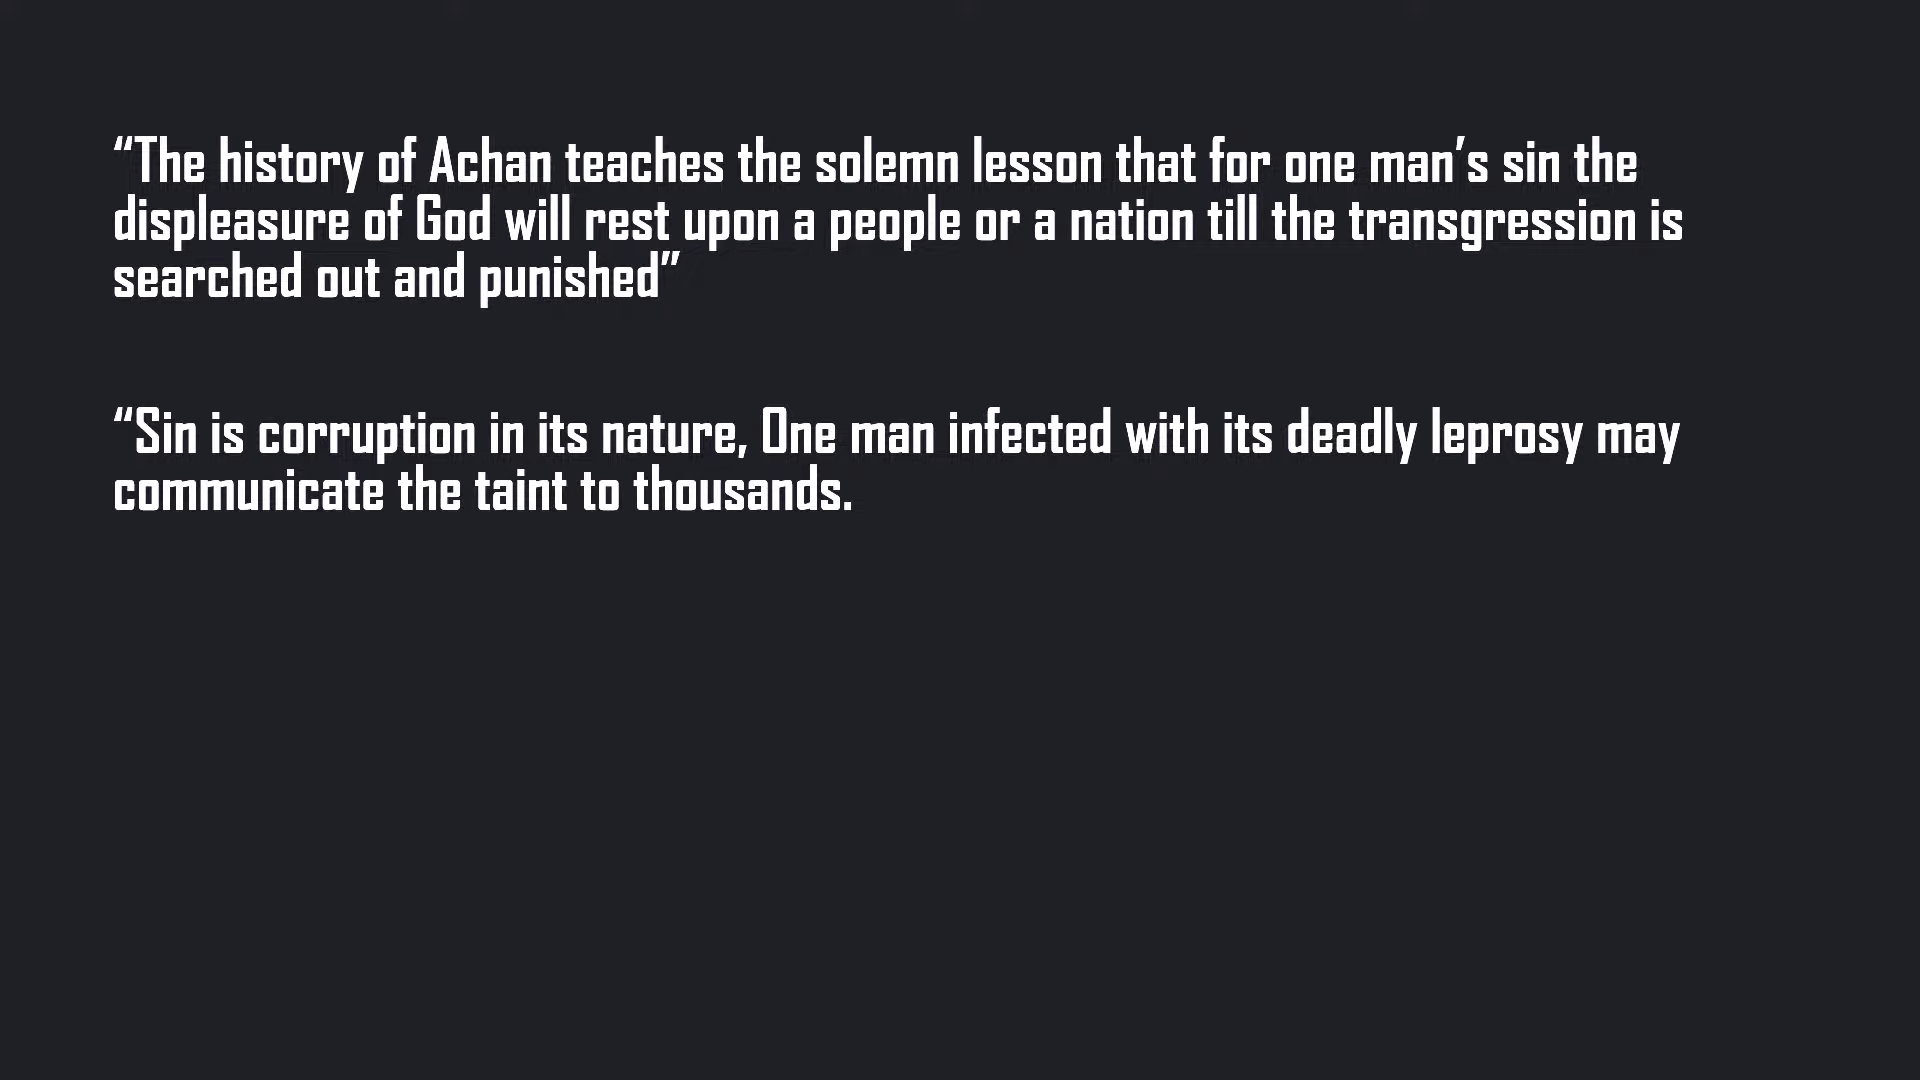 “The history of Achan teaches the solemn lesson that for one man’s sin the
displeasure of God will rest upon a people or a nation till the transgression is
searched out and punished”
“Sin is corruption in its nature, One man infected with its deadly leprosy may
communicate the taint to thousands.